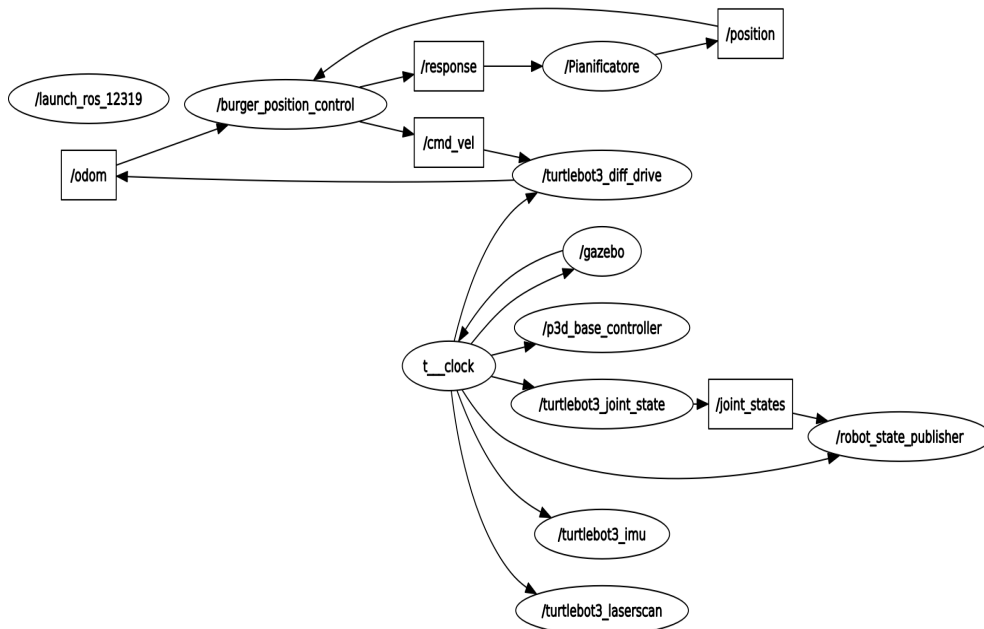 /position
/response
/Pianificatore
/launch_ros_12319
/burger_position_control
/cmd_vel
/odom
/turtlebot3_diff_drive
/gazebo
/p3d_base_controller
t__clock
/turtlebot3_joint_state
/joint_states
/robot_state_publisher
/turtlebot3_imu
/turtlebot3_laserscan